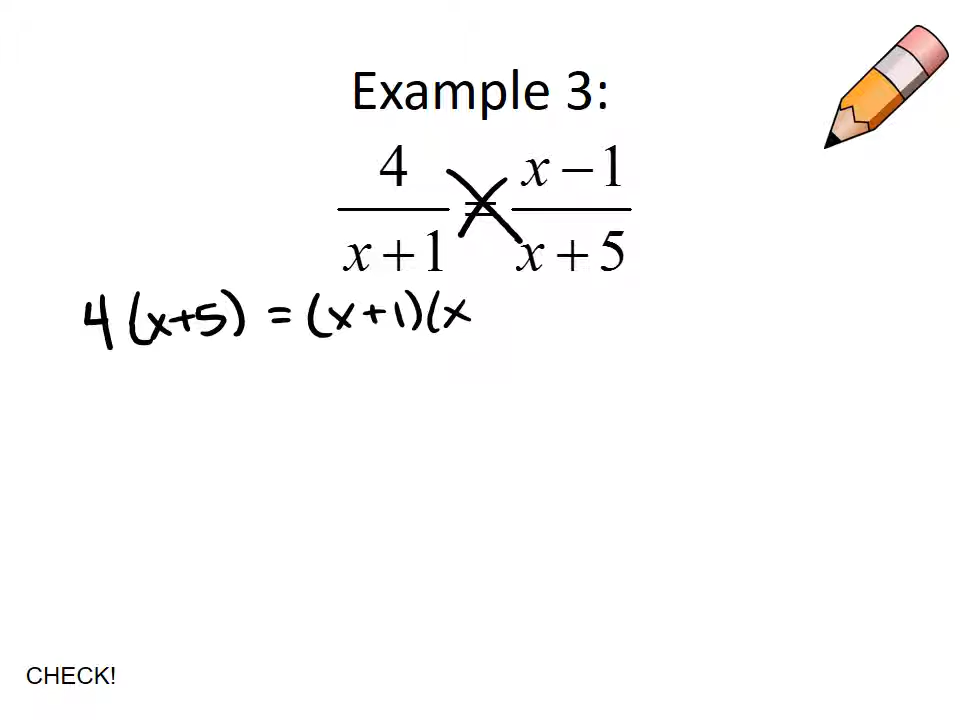 Example 3:
4/(x + 1) = (x − 1)/(x + 5)
4(x+5) = (x+1)(x
CHECK!